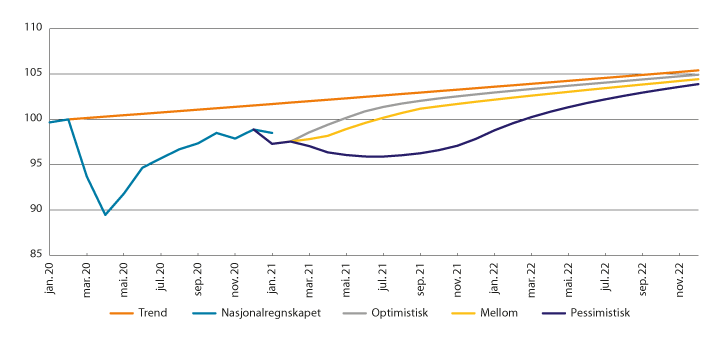 110
105
100
95
90
85
jan. 20
mar. 20
mai. 20
jul. 20
sep. 20
nov. 20
jan. 21
mar. 21
mai. 21
jul. 21
sep. 21
nov. 21
jan. 22
mar. 22
mai. 22
jul. 22
sep. 22
nov. 22
Trend Nasjonalregnskapet Optimistisk Mellom Pessimistisk